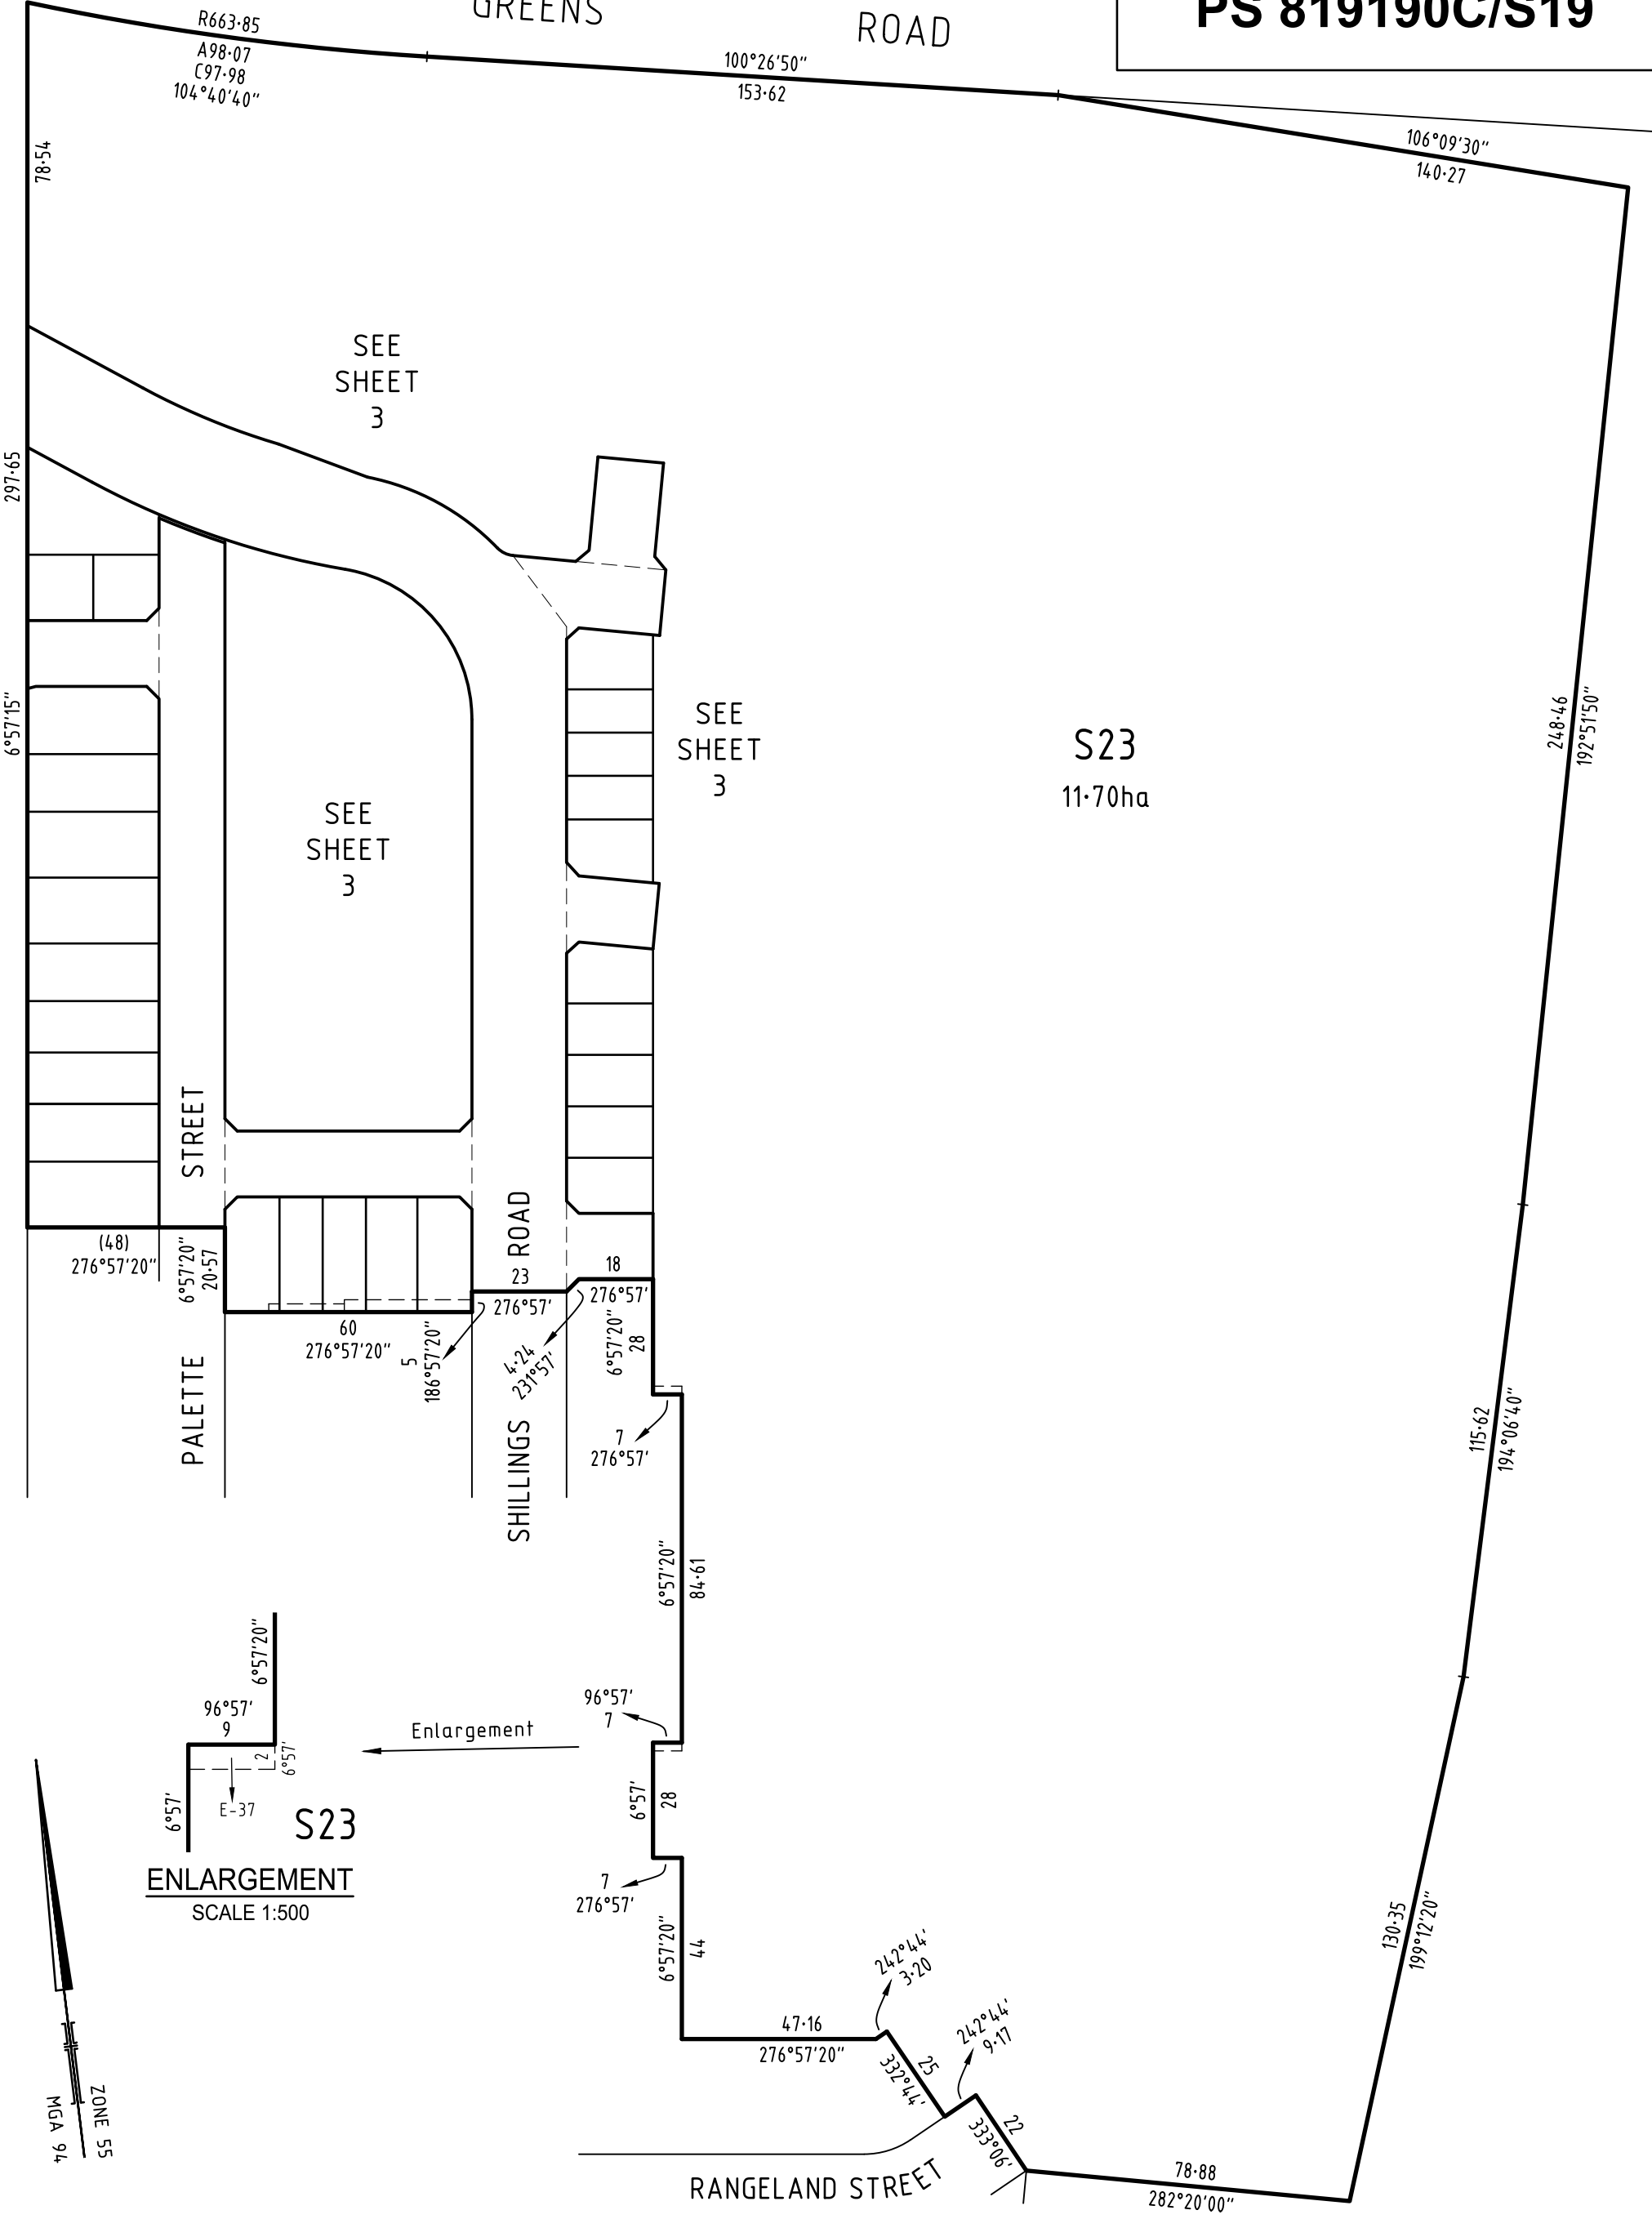 GREENS ROAD
PS 819190C/S19
R663·85
A98·07
C97·98
104°40'40"
100°26'50"
153·62
106°09'30"
140·27
78·54
SEE
SHEET
3
297·65
6°57'15"
SEE
SHEET
3
SEE
SHEET
3
S23
11·70ha
248·46
192°51'50"
STREET
PALETTE
ROAD
SHILLINGS
(48)
276°57'20"
6°57'20"
20·57
60
276°57'20"
5
186°57'20"
23
276°57'
4·24
231°57'
18
276°57'
6°57'20"
28
7
276°57'
115·62
194°06'40"
6°57'20"
84·61
96°57'
7
6°57'
28
7
276°57'
6°57'20"
44
Enlargement
6°57'20"
96°57'
9
2
6°57'
6°57'
E-37
S23
ENLARGEMENT
SCALE 1:500
130·35
199°12'20"
242°44'
3·20
242°44'
9·17
47·16
276°57'20"
25
332°44'
22
333°06'
78·88
282°20'00"
RANGELAND STREET
ZONE 55
MGA 94